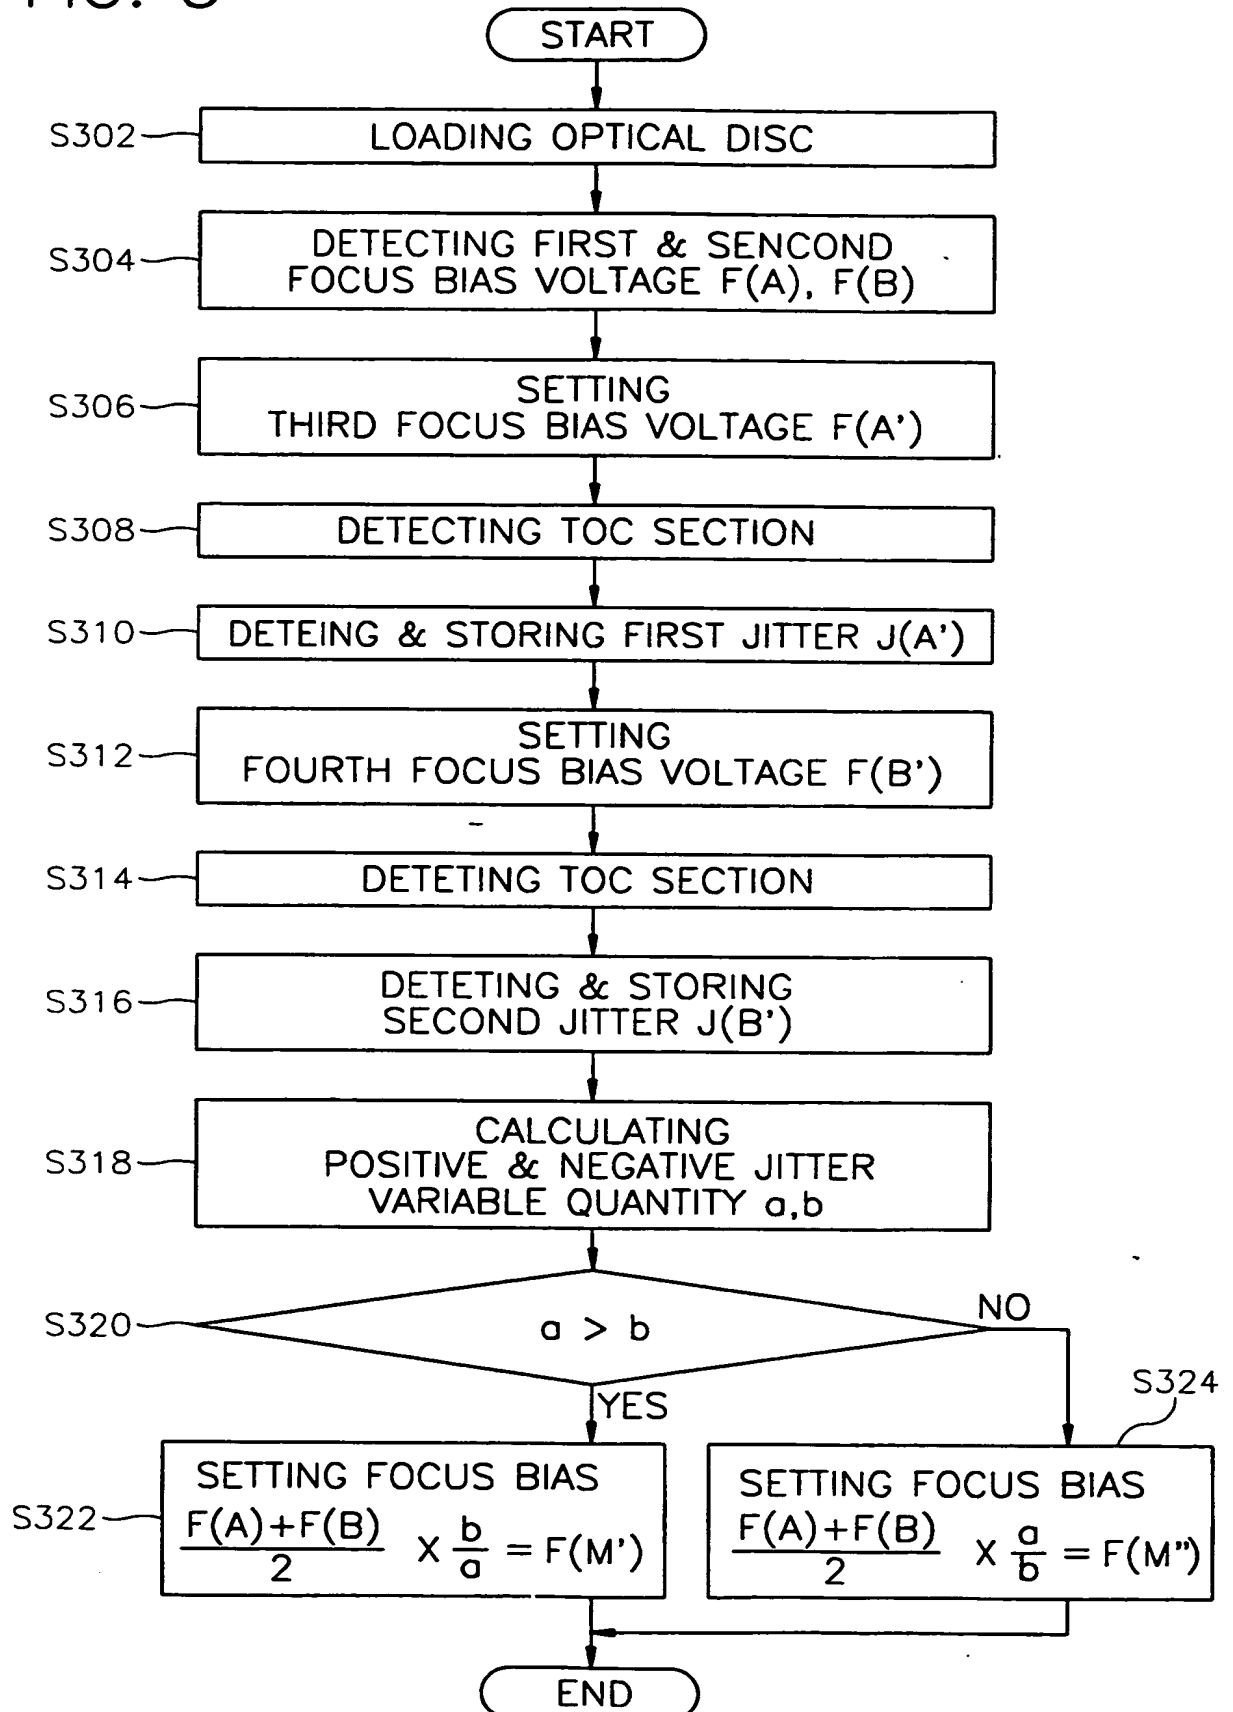 START
S302
LOADING OPTICAL DISC
S304
DETECTING FIRST & SENCOND
FOCUS BIAS VOLTAGE F(A), F(B)
S306
SETTING
THIRD FOCUS BIAS VOLTAGE F(A')
S308
DETECTING TOC SECTION
S310
DETEING & STORING FIRST JITTER J(A')
S312
SETTING
FOURTH FOCUS BIAS VOLTAGE F(B')
S314
DETETING TOC SECTION
S316
DETETING & STORING
SECOND JITTER J(B')
S318
CALCULATING
POSITIVE & NEGATIVE JITTER
VARIABLE QUANTITY a,b
S320
a > b
NO
YES
S322
SETTING FOCUS BIAS
F(A)+F(B)/2 X b/a = F(M')
S324
SETTING FOCUS BIAS
F(A)+F(B)/2 X a/b = F(M")
END